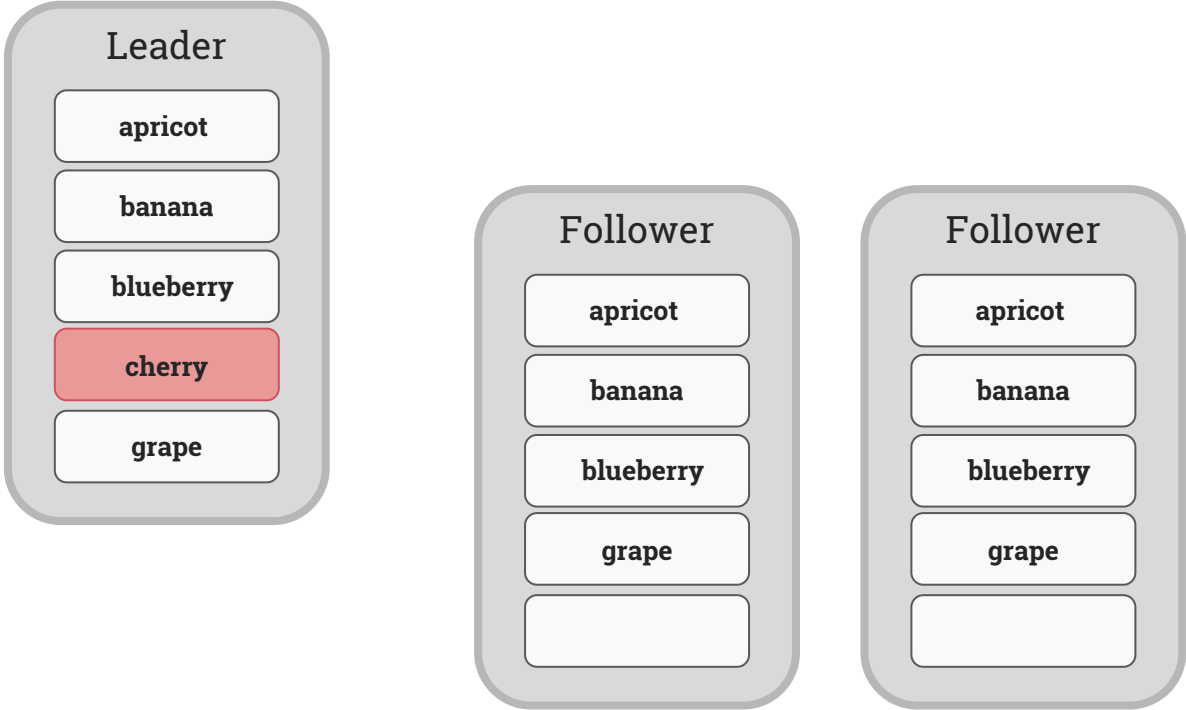 Leader
apricot
banana
blueberry
cherry
grape
Follower
apricot
banana
blueberry
grape
Follower
apricot
banana
blueberry
grape